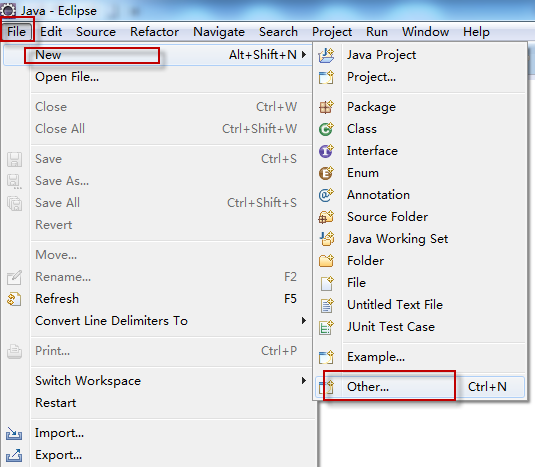 Java - Eclipse
File Edit Source Refactor Navigate Search Project Run Window Help
New Alt+Shift+N
Open File...
Close Ctrl+W
Close All Ctrl+Shift+W
Save Ctrl+S
Save As...
Save All Ctrl+Shift+S
Revert
Move...
Rename... F2
Refresh F5
Convert Line Delimiters To
Print... Ctrl+P
Switch Workspace
Restart
Import...
Export...
Java Project
Project...
Package
Class
Interface
Enum
Annotation
Source Folder
Java Working Set
Folder
File
Untitled Text File
JUnit Test Case
Example...
Other... Ctrl+N